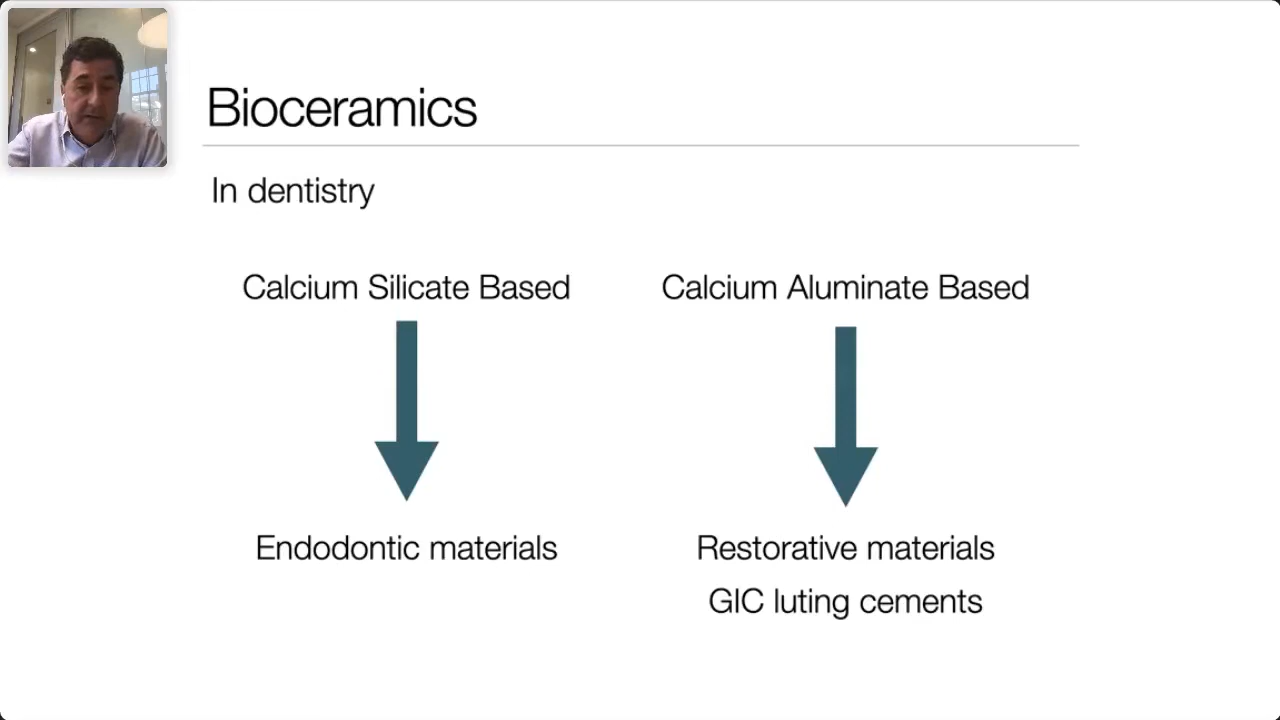 Bioceramics
In dentistry
Calcium Silicate Based
Calcium Aluminate Based
Endodontic materials
Restorative materials
GIC luting cements